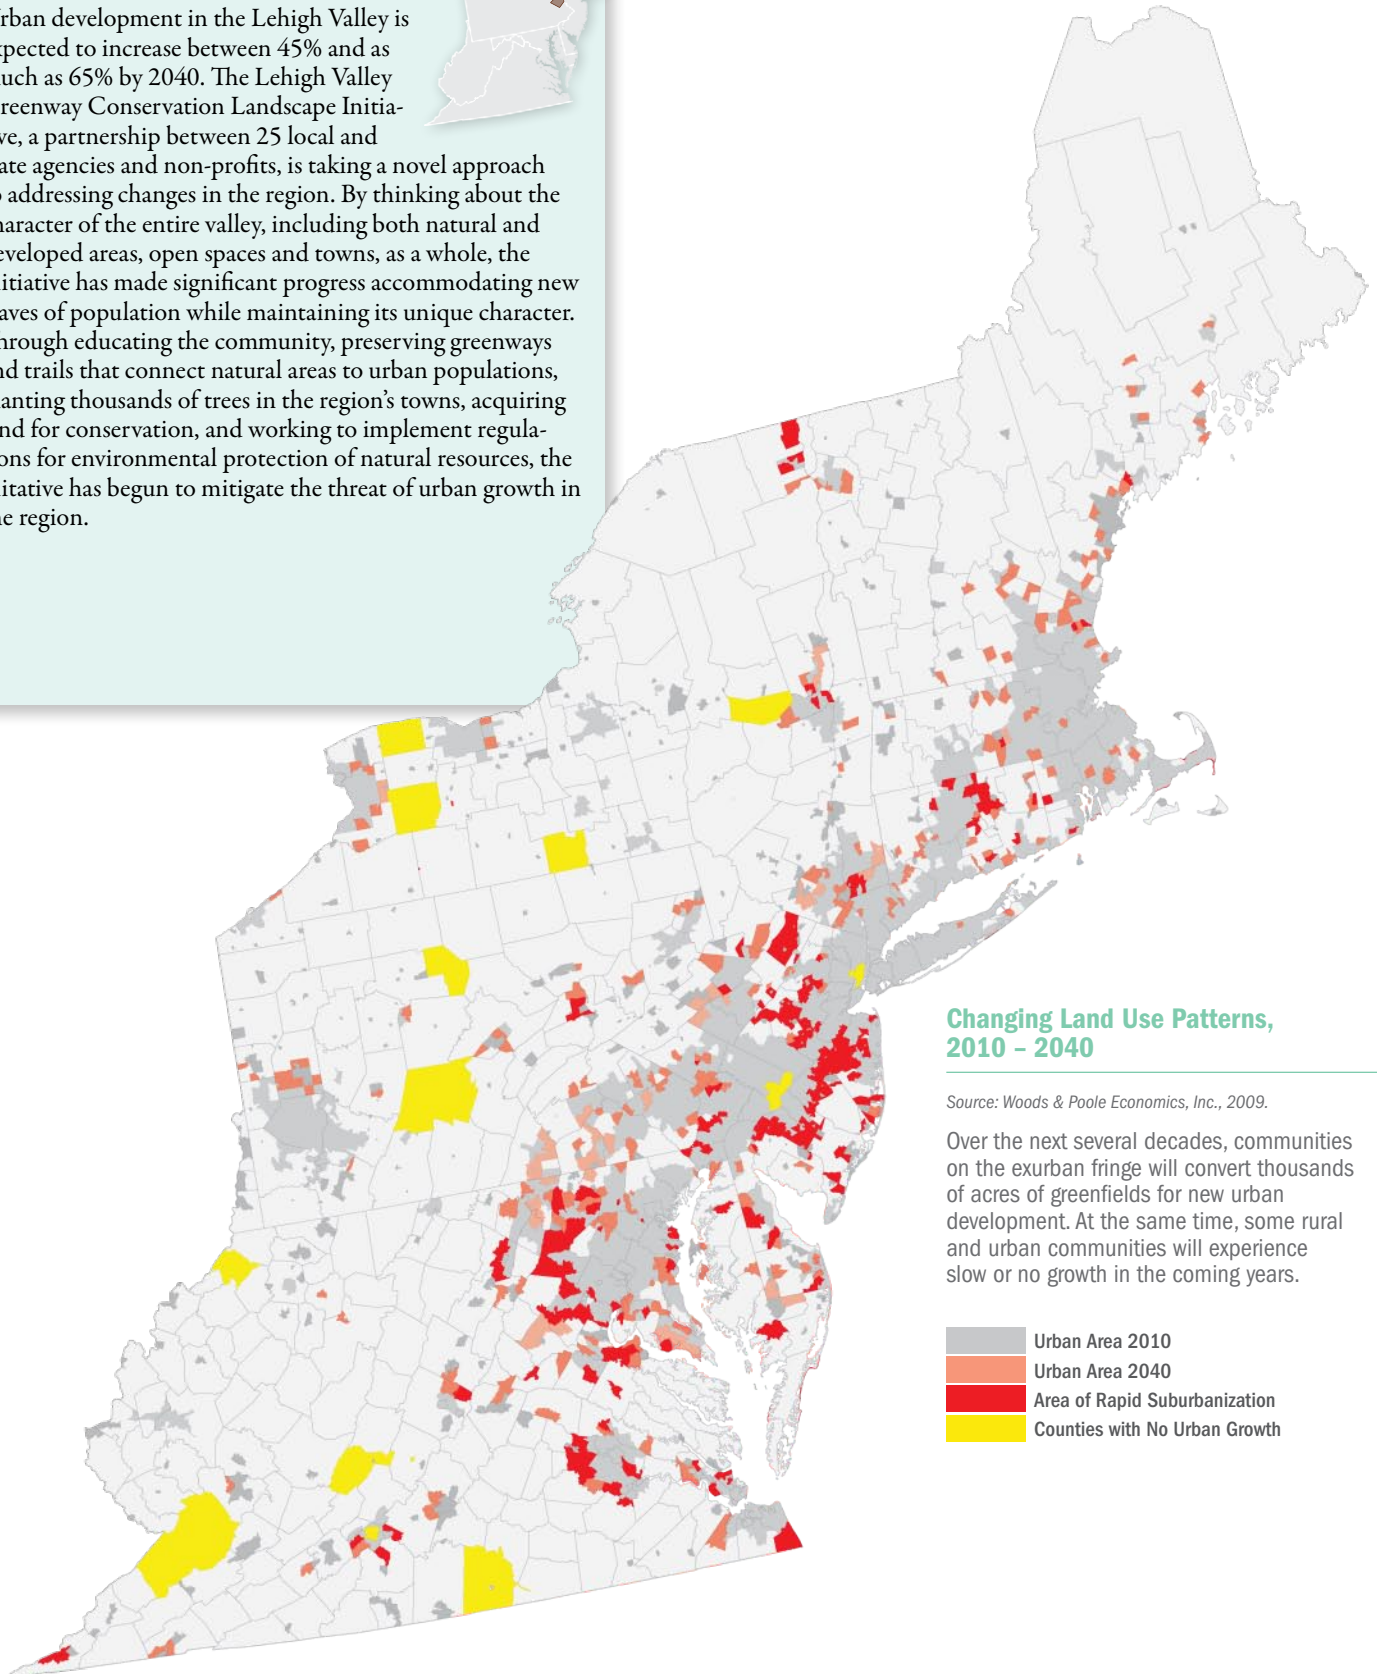 rban development in the Lehigh Valley is
pected to increase between 45% and as
uch as 65% by 2040. The Lehigh Valley
reenway Conservation Landscape Initia-
ve, a partnership between 25 local and
ate agencies and non-profits, is taking a novel approach
addressing changes in the region. By thinking about the
aracter of the entire valley, including both natural and
eveloped areas, open spaces and towns, as a whole, the
itiative has made significant progress accommodating new
aves of population while maintaining its unique character.
hrough educating the community, preserving greenways
nd trails that connect natural areas to urban populations,
anting thousands of trees in the region's towns, acquiring
nd for conservation, and working to implement regula-
ons for environmental protection of natural resources, the
itative has begun to mitigate the threat of urban growth in
e region.
Changing Land Use Patterns,
2010 – 2040
Source: Woods & Poole Economics, Inc., 2009.
Over the next several decades, communities
on the exurban fringe will convert thousands
of acres of greenfields for new urban
development. At the same time, some rural
and urban communities will experience
slow or no growth in the coming years.
Urban Area 2010
Urban Area 2040
Area of Rapid Suburbanization
Counties with No Urban Growth